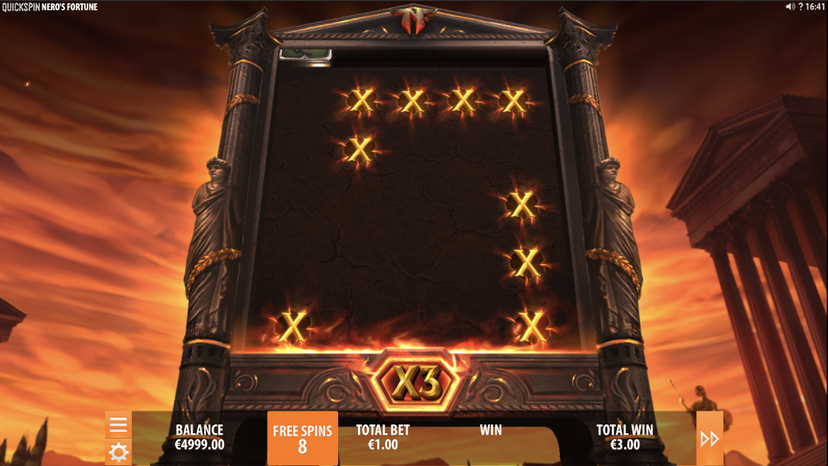 QUICKSPIN NERO'S FORTUNE
? 16:41
N
X X X X
X
X
X
X X
X3
BALANCE
€4999.00
FREE SPINS
8
TOTAL BET
€1.00
WIN
TOTAL WIN
€3.00